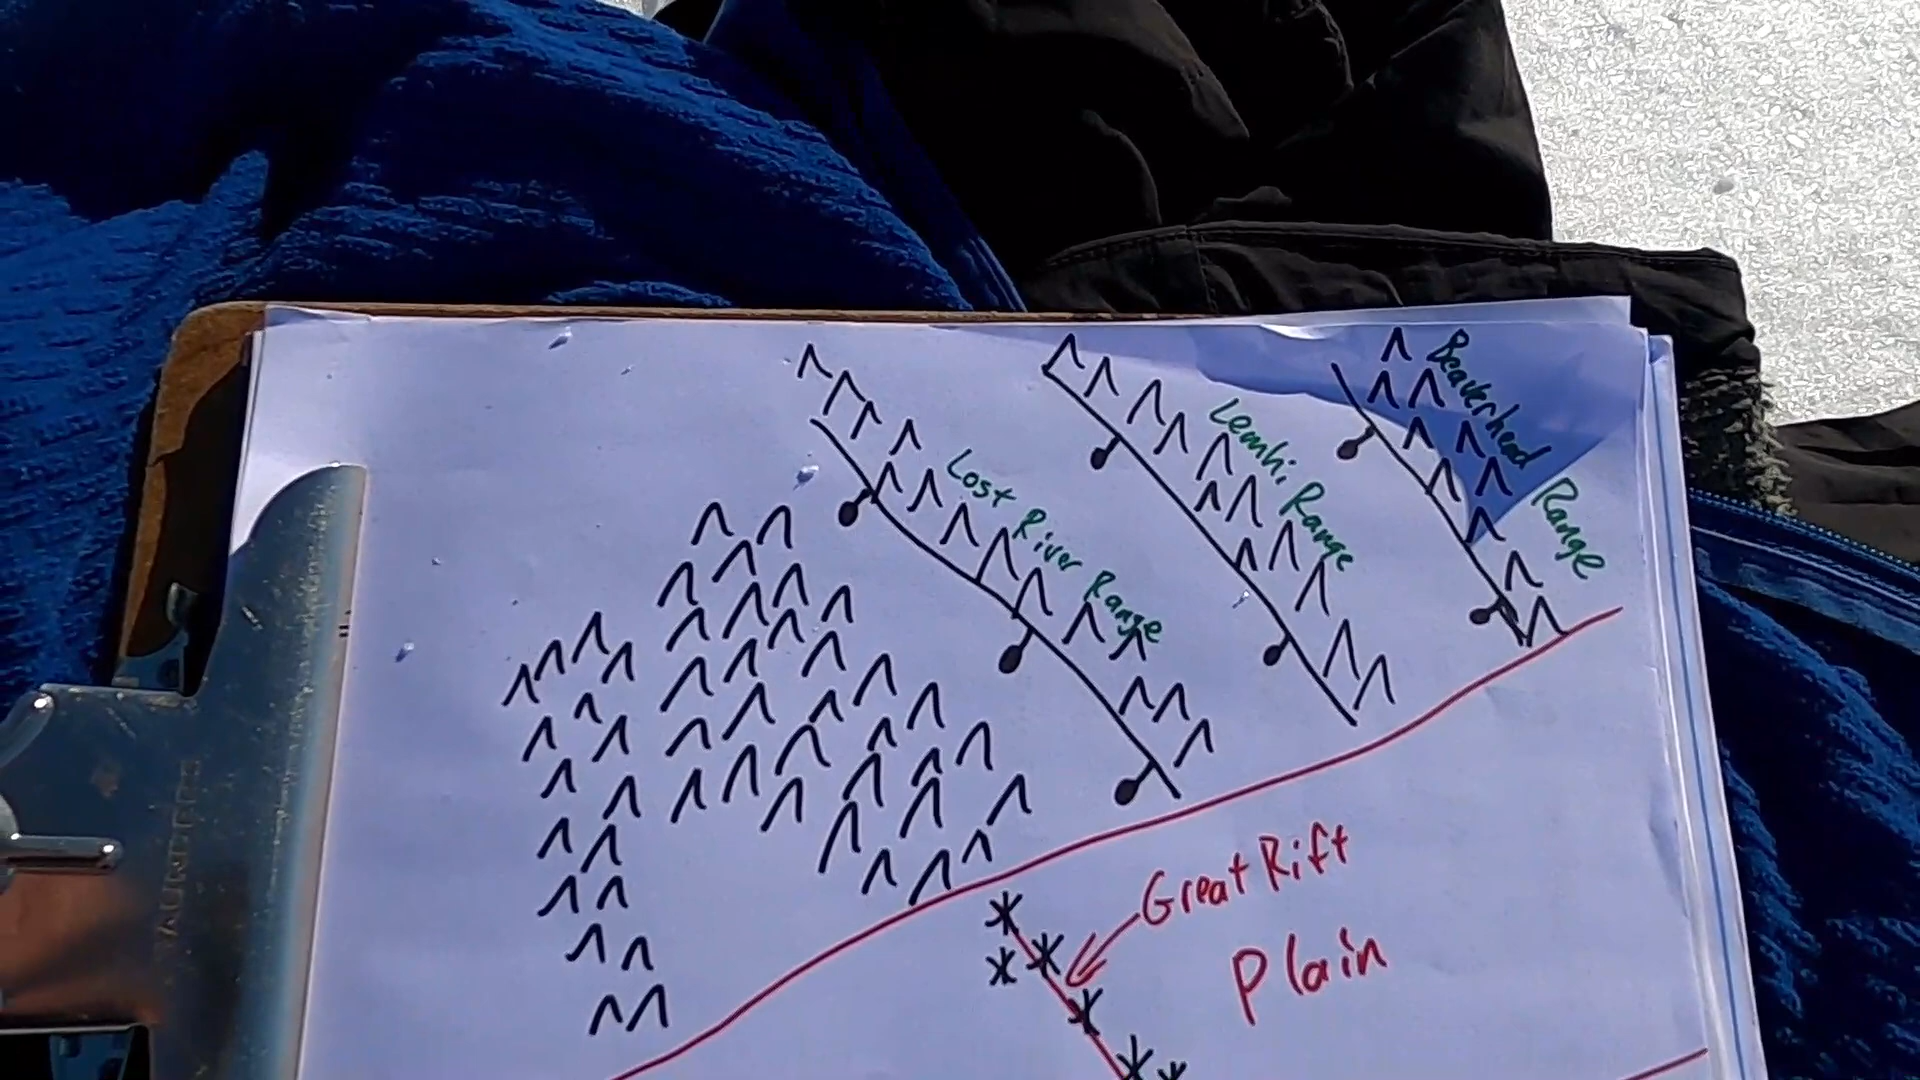 Beaverhead Range
Lemhi Range
Lost River Range
Great Rift
Plain